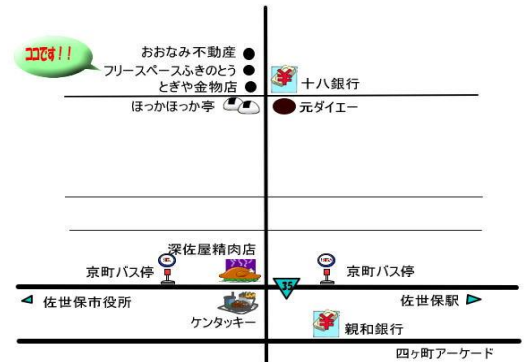 ココです!!
おおなみ不動産
フリースペースふきのとう
とぎや金物店
十八銀行
ほっかほっか亭
元ダイエー
深佐屋精肉店
京町バス停
京町バス停
35
佐世保市役所
佐世保駅
ケンタッキー
親和銀行
四ヶ町アーケード